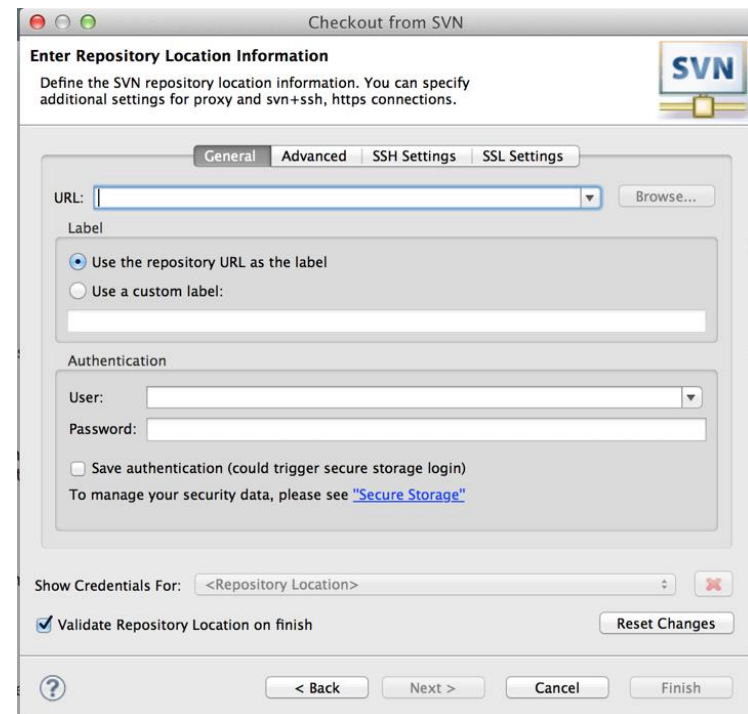 Checkout from SVN
Enter Repository Location Information
Define the SVN repository location information. You can specify
additional settings for proxy and svn+ssh, https connections.
SVN
General Advanced SSH Settings SSL Settings
URL: Browse...
Label
Use the repository URL as the label
Use a custom label:
Authentication
User:
Password:
Save authentication (could trigger secure storage login)
To manage your security data, please see "Secure Storage"
Show Credentials For: <Repository Location>
Validate Repository Location on finish Reset Changes
? < Back Next > Cancel Finish